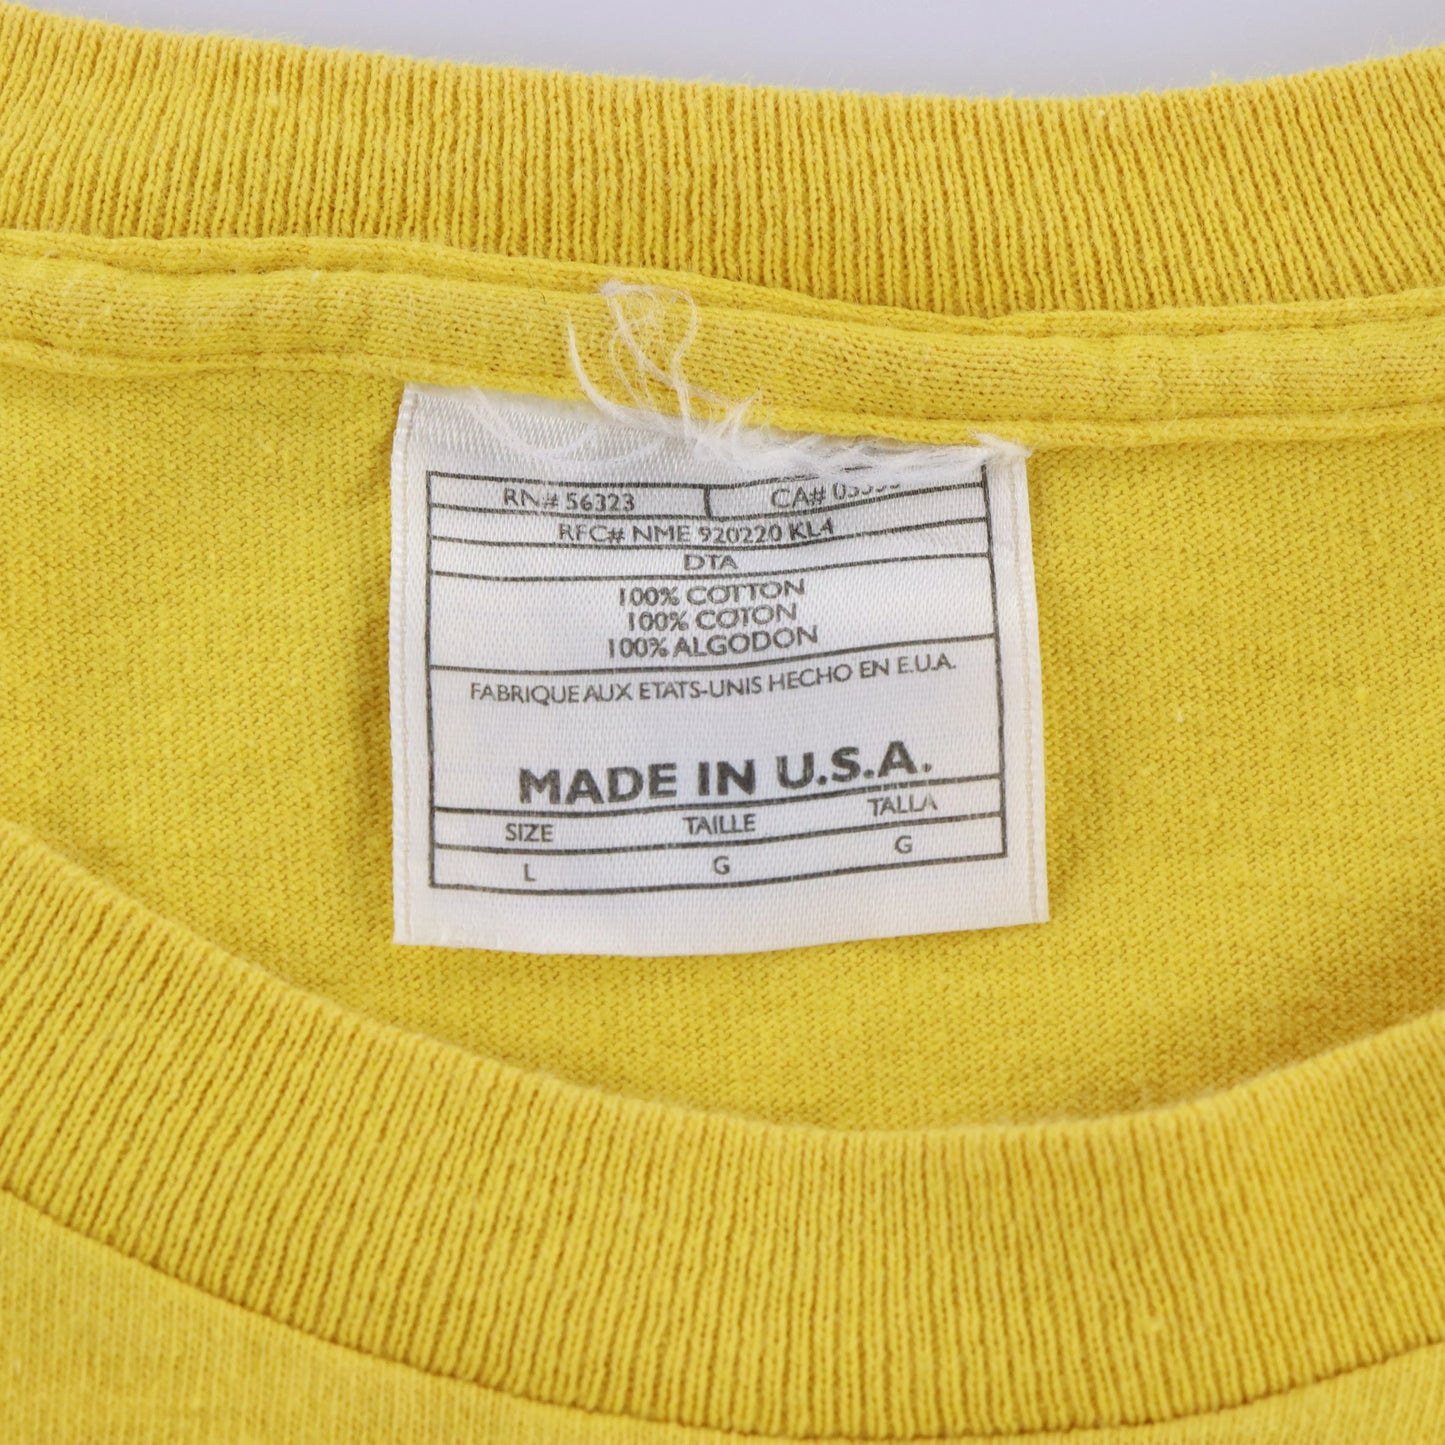 RN# 56323 CA#
RFC# NME 920220 KL4
DTA
100% COTTON
100% COTON
100% ALGODON
FABRIQUE AUX ETATS-UNIS HECHO EN E.U.A.
MADE IN U.S.A.
SIZE TAILLE TALLA
L G G